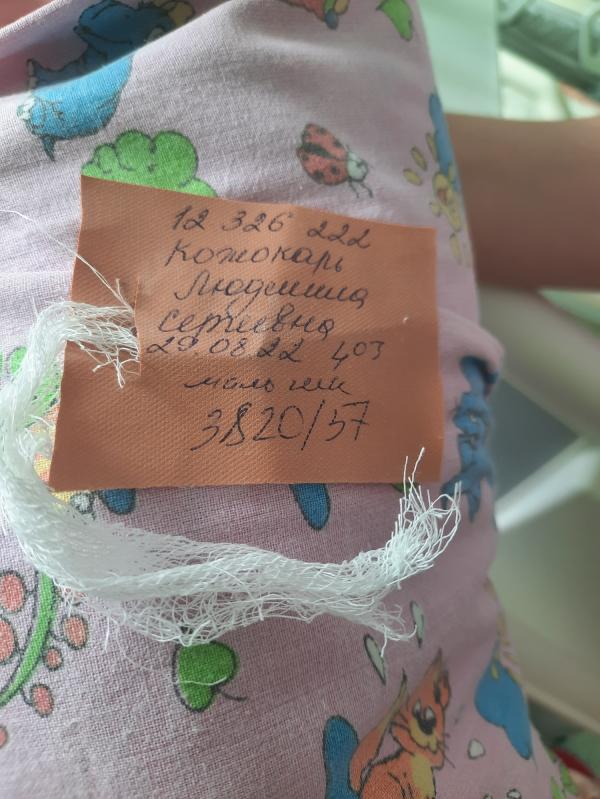 12 326 222
Кожокарь
Людмила
Сергеевна
29.08.22 403
мальчик
3820/57